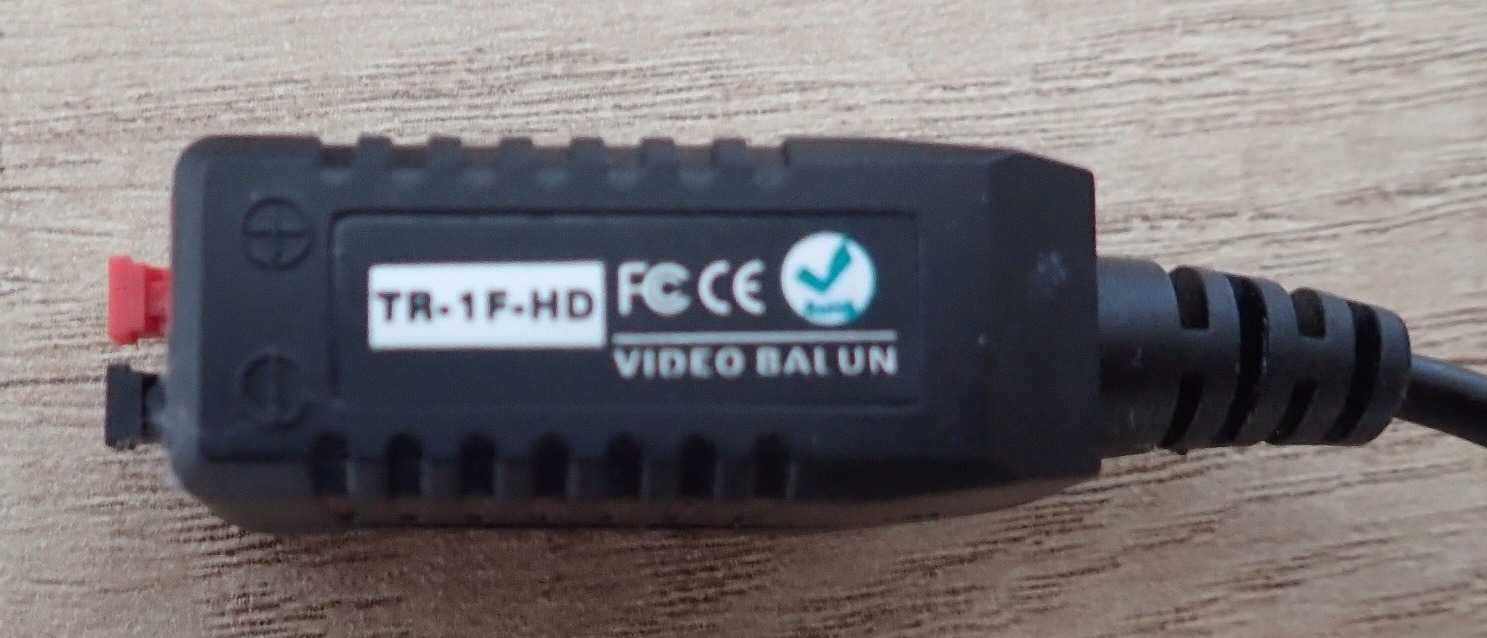 TR-1F-HD FC CE
VIDEO BALUN